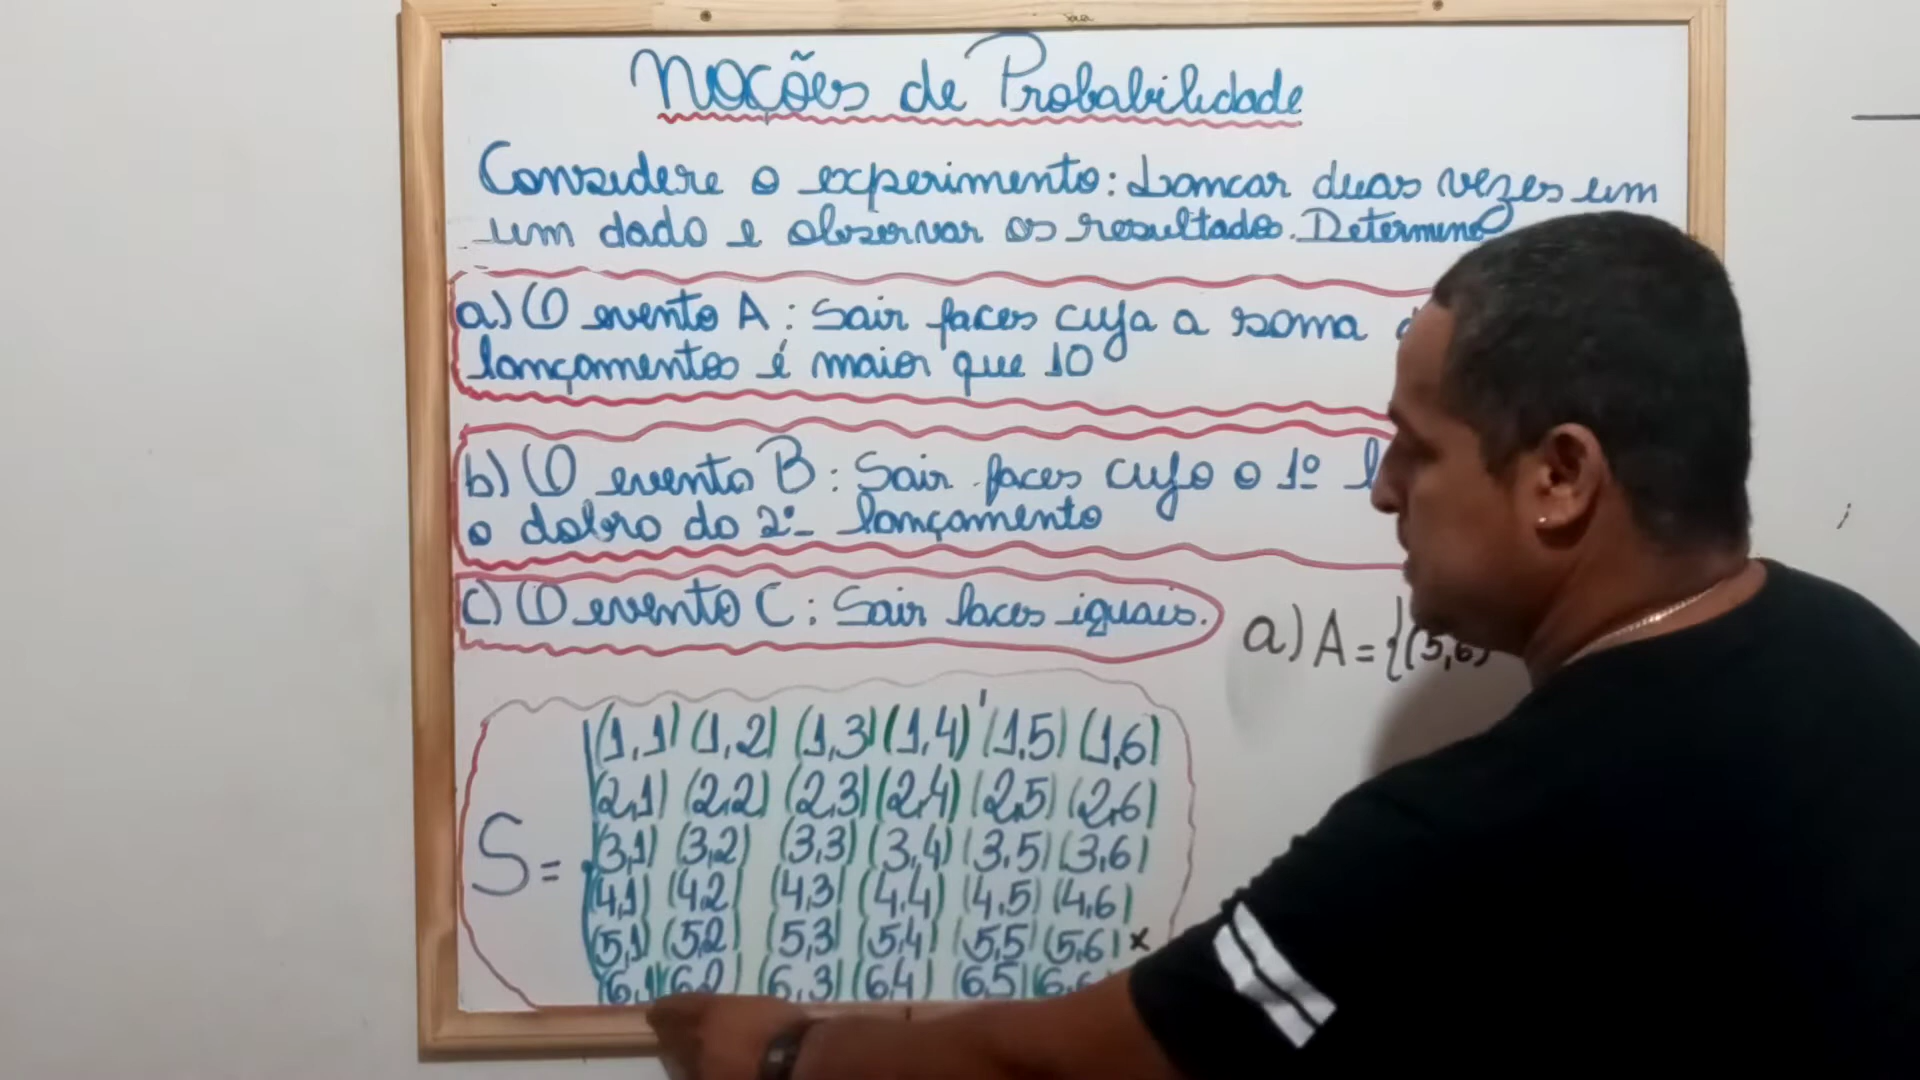 Noções de Probabilidade
Considere o experimento: Lançar duas vezes um
um dado e observar os resultados. Determine
a) O evento A: Sair faces cuja a soma
lançamentos é maior que 10
b) O evento B: Sair faces cujo o 1º
o dobro do 2º lançamento
c) O evento C: Sair faces iguais.
a) A = {(5,6)
S =
(1,1) (1,2) (1,3) (1,4) (1,5) (1,6)
(2,1) (2,2) (2,3) (2,4) (2,5) (2,6)
(3,1) (3,2) (3,3) (3,4) (3,5) (3,6)
(4,1) (4,2) (4,3) (4,4) (4,5) (4,6)
(5,1) (5,2) (5,3) (5,4) (5,5) (5,6) x
(6,1) (6,2) (6,3) (6,4) (6,5) (6,6